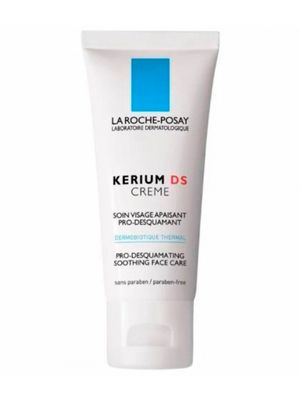 LA ROCHE-POSAY
LABORATOIRE DERMATOLOGIQUE
KERIUM DS
CREME
SOIN VISAGE APAISANT
PRO-DESQUAMANT
DERMOBIOTIQUE THERMAL
PRO-DESQUAMATING
SOOTHING FACE CARE
sans paraben / paraben-free